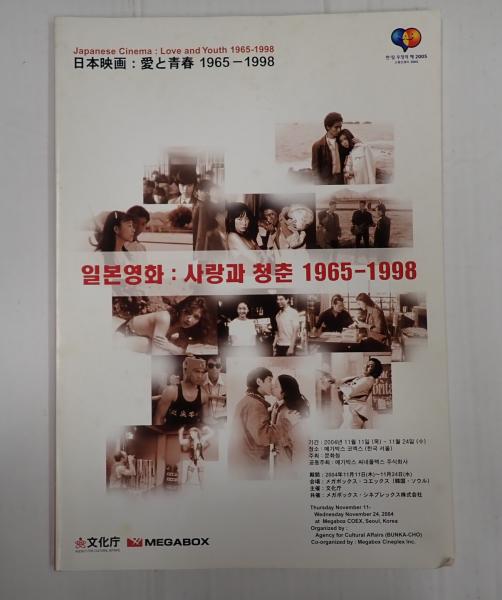 Japanese Cinema : Love and Youth 1965-1998
日本映画 : 愛と青春 1965－1998
한·일 우정의 해 2005
일본영화 : 사랑과 청춘 1965-1998
기간 : 2004년 11월 11일 (목) - 11월 24일 (수)
장소 : 메가박스 코엑스 (한국 서울)
주최 : 문화청
공동주최 : 메가박스 씨네플렉스 주식회사
期間 : 2004年11月11日(木)～11月24日(水)
会場 : メガボックス・コエックス (韓国・ソウル)
主催 : 文化庁
共催 : メガボックス・シネプレックス株式会社
Thursday November 11-
Wednesday November 24, 2004
at Megabox COEX, Seoul, Korea
Organized by :
Agency for Cultural Affairs (BUNKA-CHO)
Co-organized by : Megabox Cineplex Inc.
文化庁
AGENCY FOR CULTURAL AFFAIRS
MEGABOX